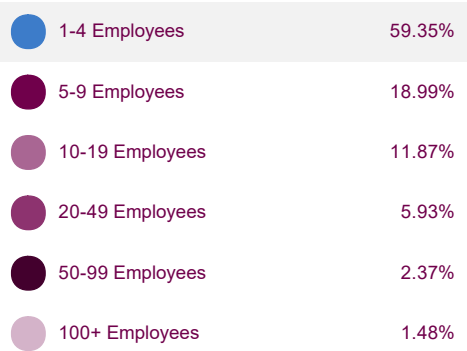 1-4 Employees 59.35%
5-9 Employees 18.99%
10-19 Employees 11.87%
20-49 Employees 5.93%
50-99 Employees 2.37%
100+ Employees 1.48%